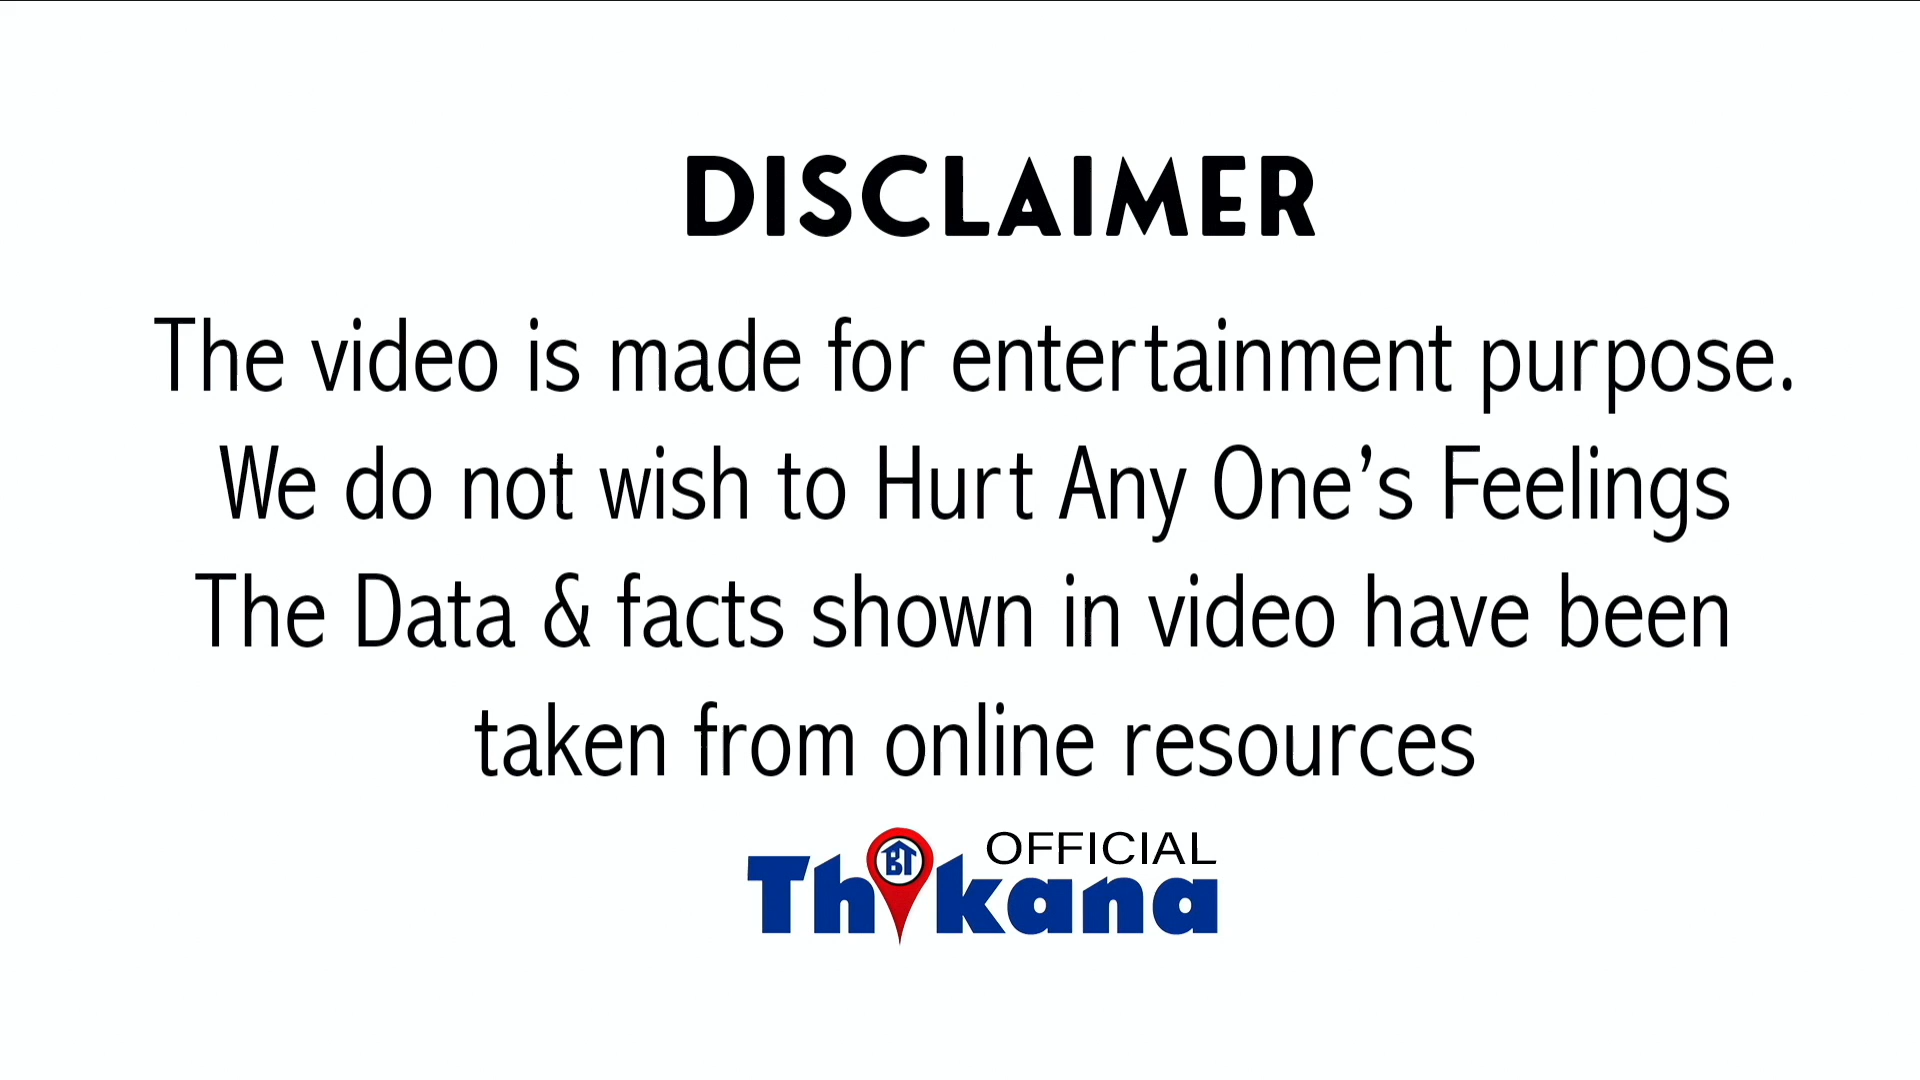 DISCLAIMER
The video is made for entertainment purpose.
We do not wish to Hurt Any One’s Feelings
The Data & facts shown in video have been
taken from online resources
OFFICIAL
BT
Thikana